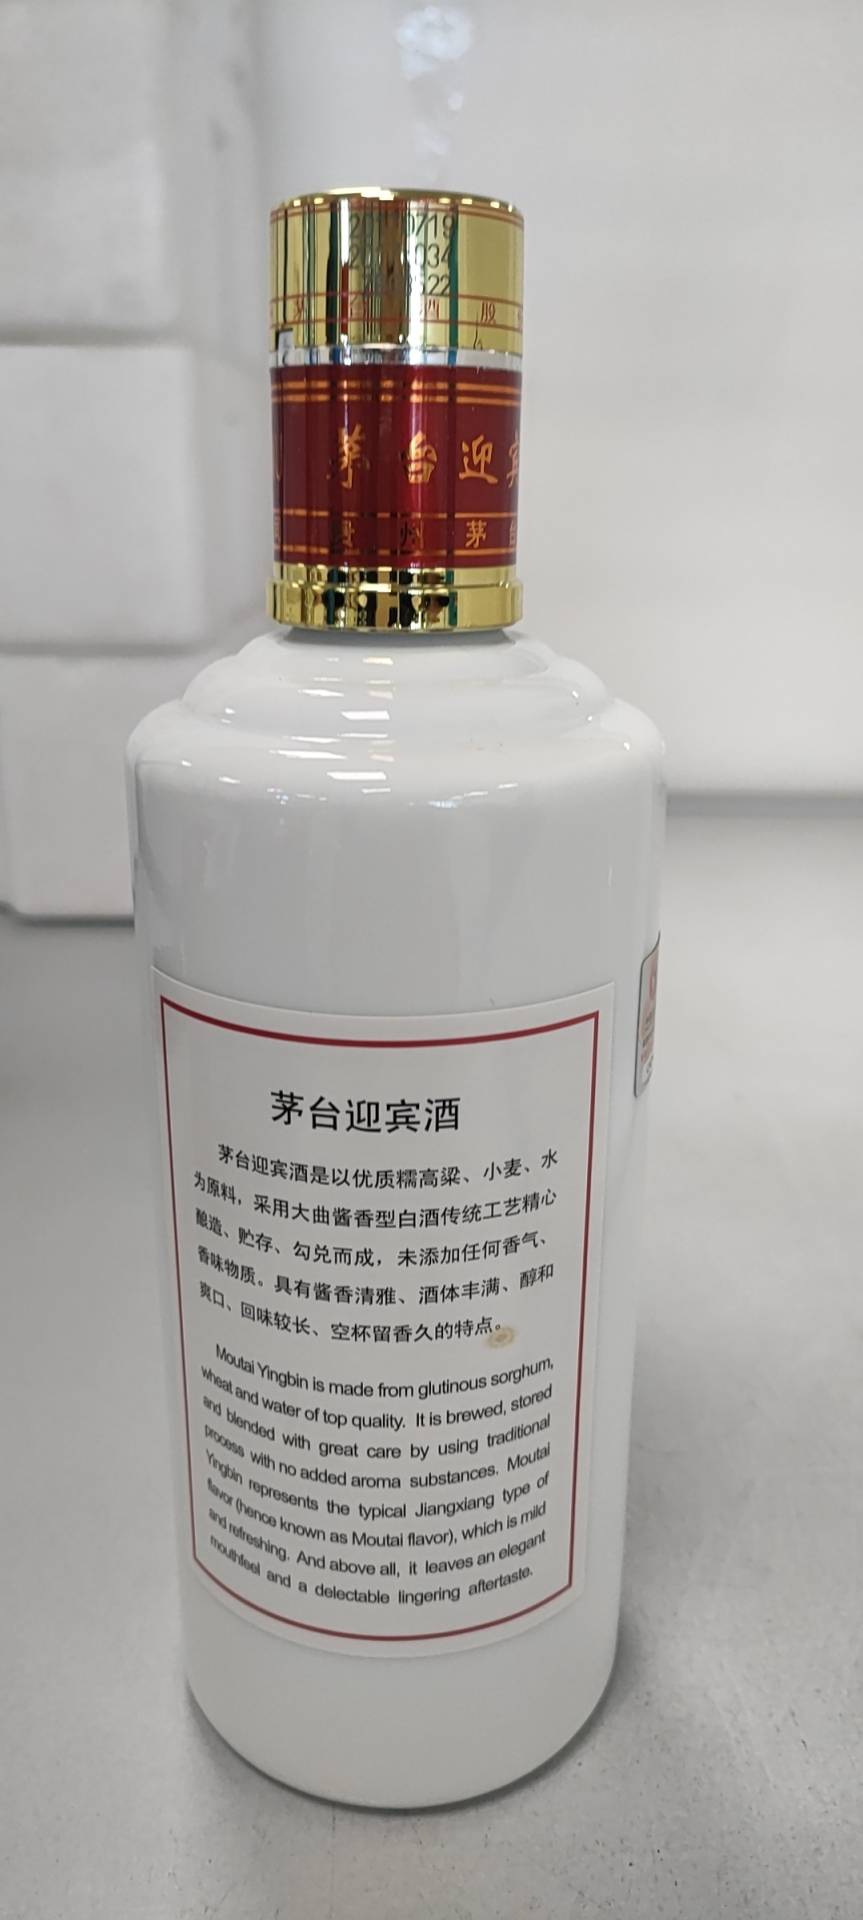 茅台酒股
茅台迎宾
贵州茅台
茅台迎宾酒
茅台迎宾酒是以优质糯高粱、小麦、水
为原料，采用大曲酱香型白酒传统工艺精心
酿造、贮存、勾兑而成，未添加任何香气、
香味物质。具有酱香清雅、酒体丰满、醇和
爽口、回味较长、空杯留香久的特点。
Moutai Yingbin is made from glutinous sorghum,
wheat and water of top quality. It is brewed, stored
and blended with great care by using traditional
process with no added aroma substances. Moutai
Yingbin represents the typical Jiangxiang type of
flavor (hence known as Moutai flavor), which is mild
and refreshing. And above all, it leaves an elegant
mouthfeel and a delectable lingering aftertaste.